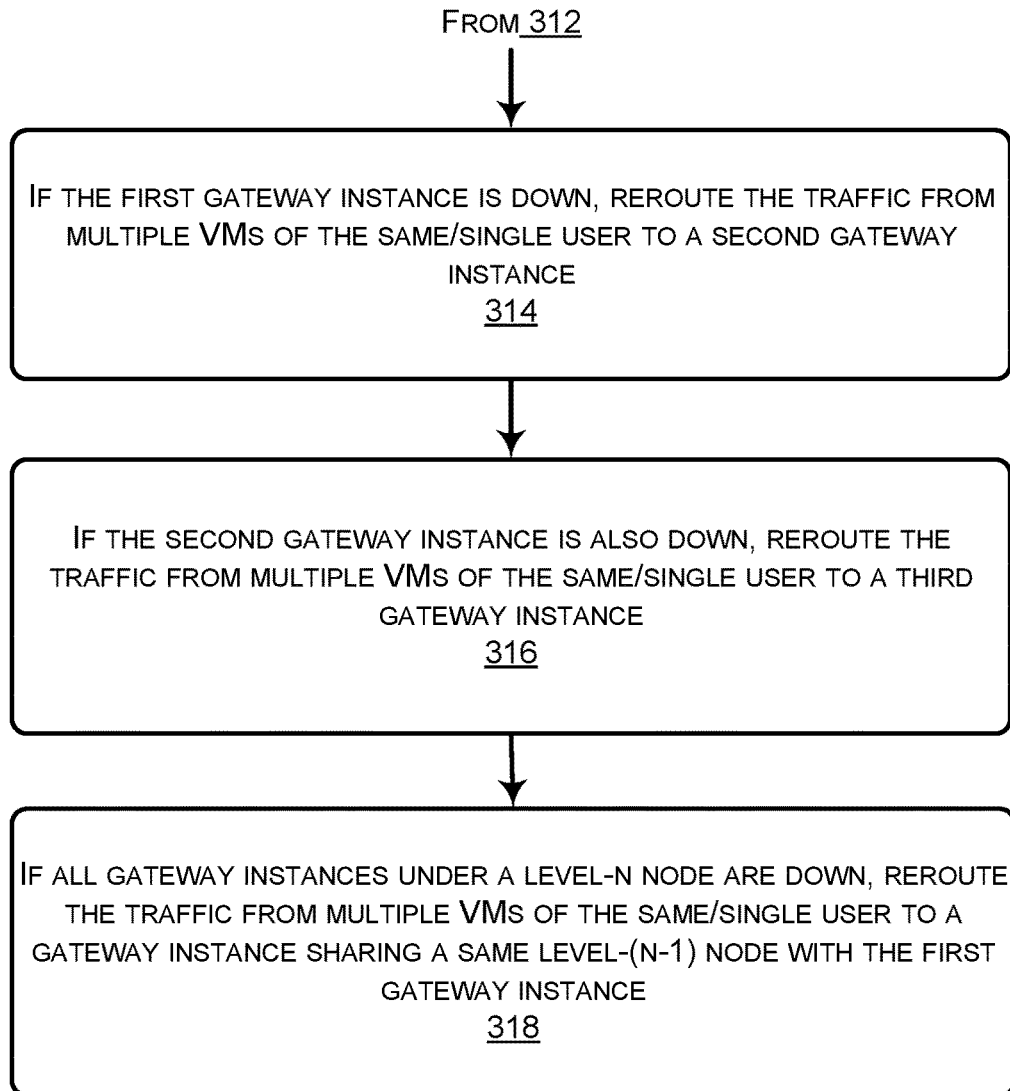 FROM 312
IF THE FIRST GATEWAY INSTANCE IS DOWN, REROUTE THE TRAFFIC FROM
MULTIPLE VMS OF THE SAME/SINGLE USER TO A SECOND GATEWAY
INSTANCE
314
IF THE SECOND GATEWAY INSTANCE IS ALSO DOWN, REROUTE THE
TRAFFIC FROM MULTIPLE VMS OF THE SAME/SINGLE USER TO A THIRD
GATEWAY INSTANCE
316
IF ALL GATEWAY INSTANCES UNDER A LEVEL-N NODE ARE DOWN, REROUTE
THE TRAFFIC FROM MULTIPLE VMS OF THE SAME/SINGLE USER TO A
GATEWAY INSTANCE SHARING A SAME LEVEL-(N-1) NODE WITH THE FIRST
GATEWAY INSTANCE
318